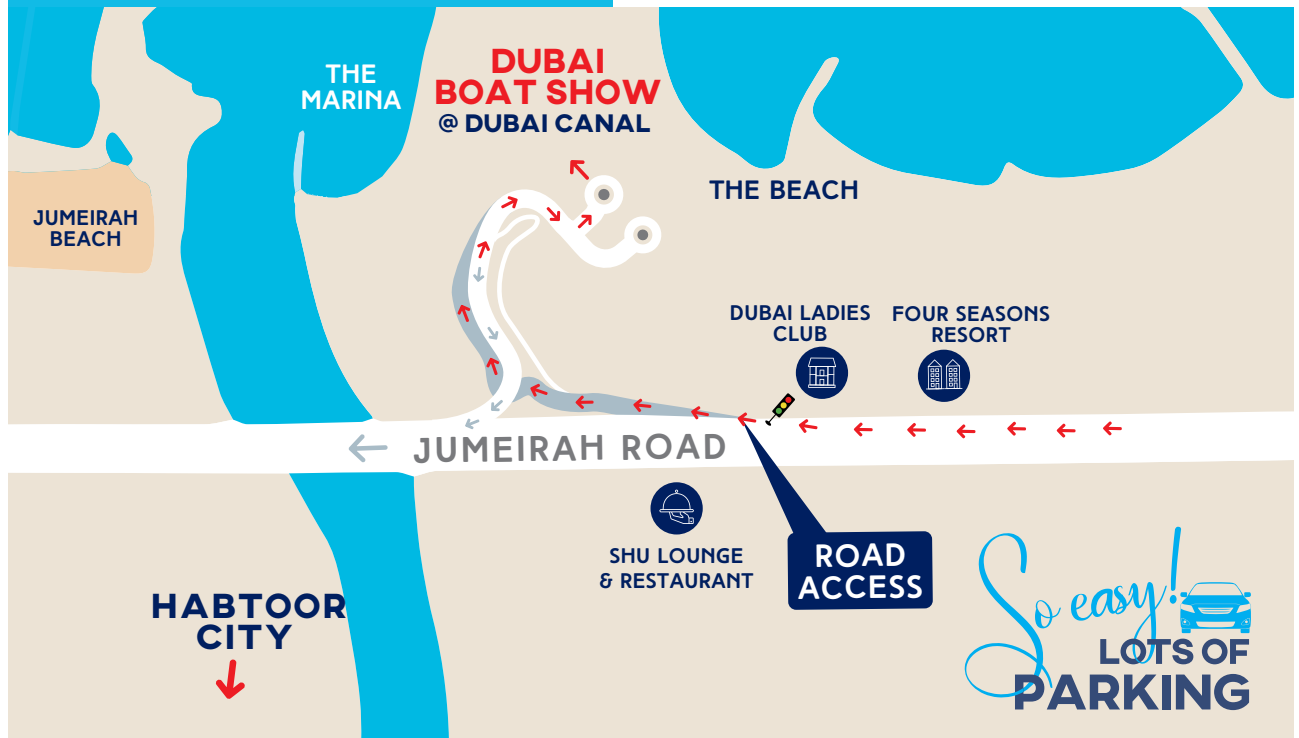 DUBAI
BOAT SHOW
@ DUBAI CANAL
THE
MARINA
THE BEACH
JUMEIRAH
BEACH
DUBAI LADIES
CLUB
FOUR SEASONS
RESORT
JUMEIRAH ROAD
SHU LOUNGE
& RESTAURANT
ROAD
ACCESS
HABTOOR
CITY
So easy!
LOTS OF
PARKING